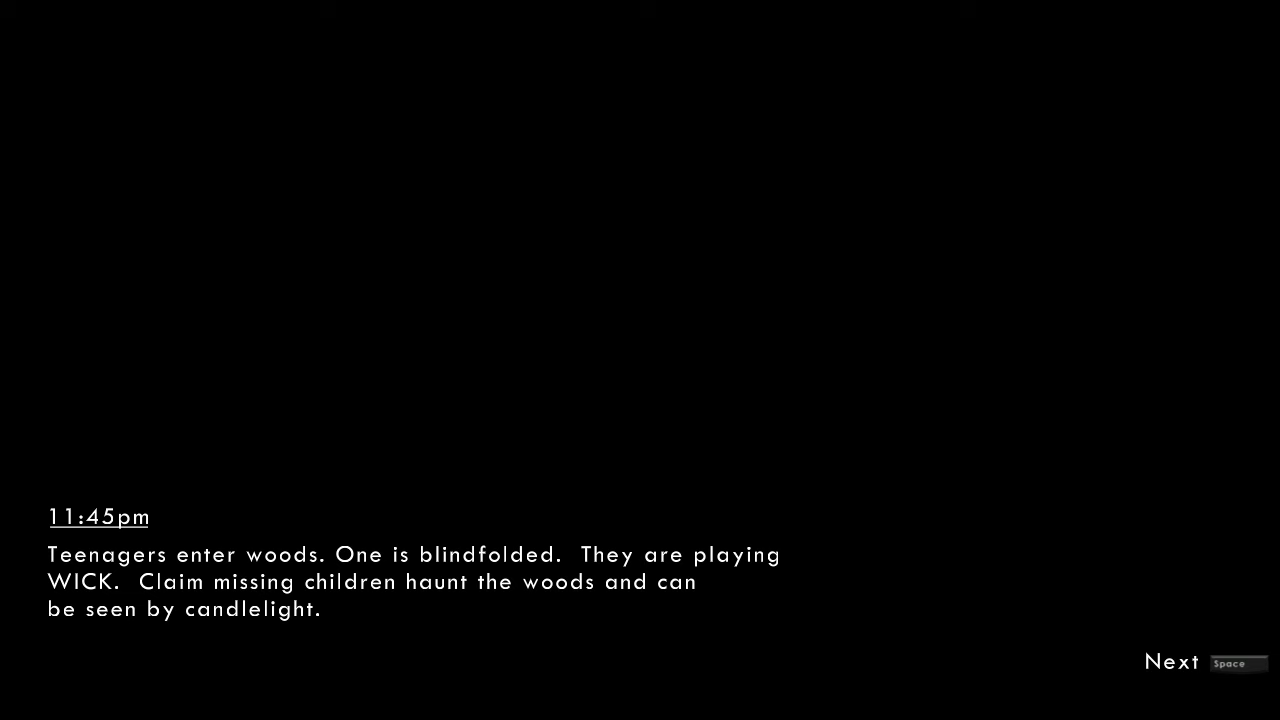 11:45pm
Teenagers enter woods. One is blindfolded.  They are playing
WICK.  Claim missing children haunt the woods and can
be seen by candlelight.
Next Space